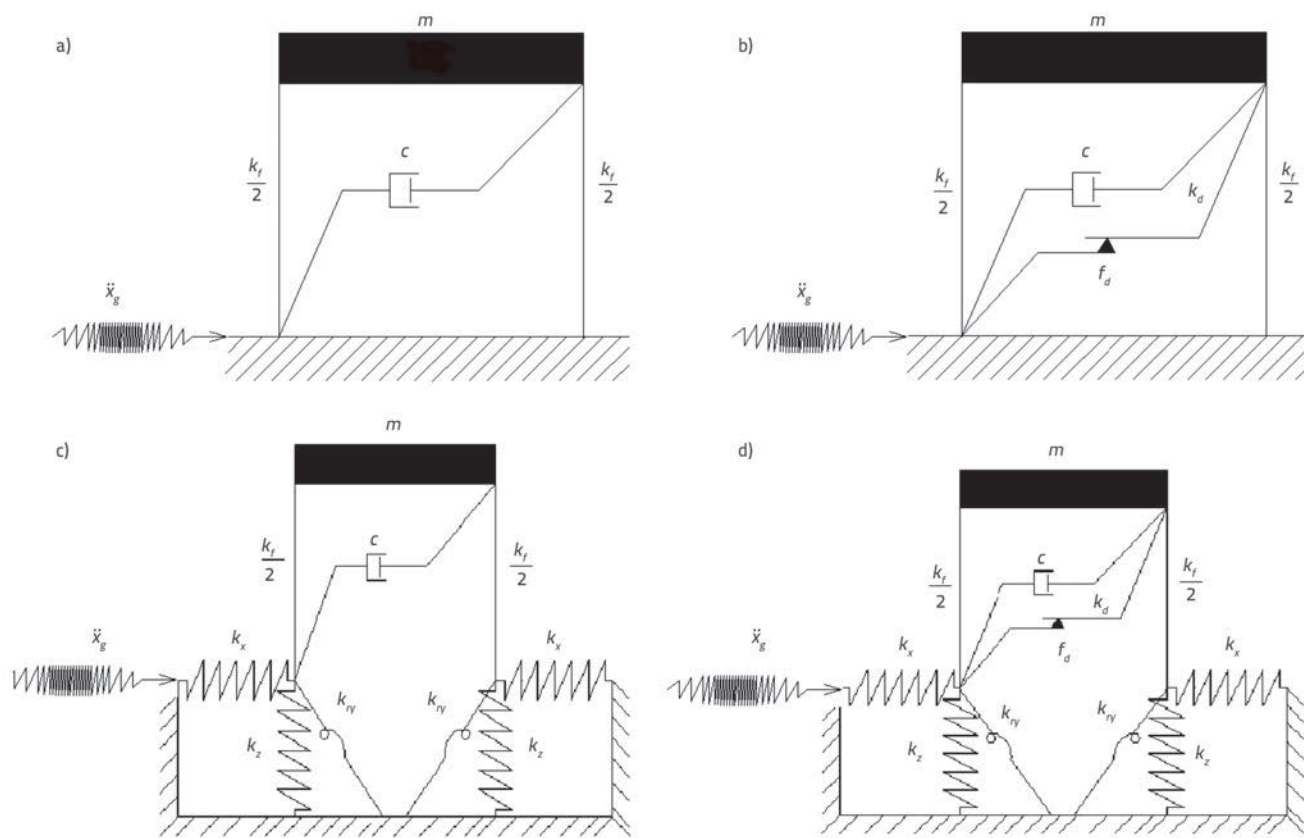 a)
m
k_f/2
c
k_f/2
ẍ_g
b)
m
k_f/2
c
k_d
k_f/2
f_d
ẍ_g
c)
m
k_f/2
c
k_f/2
ẍ_g
k_x
k_x
k_ry
k_ry
k_z
k_z
d)
m
k_f/2
c
k_d
k_f/2
f_d
ẍ_g
k_x
k_x
k_ry
k_ry
k_z
k_z